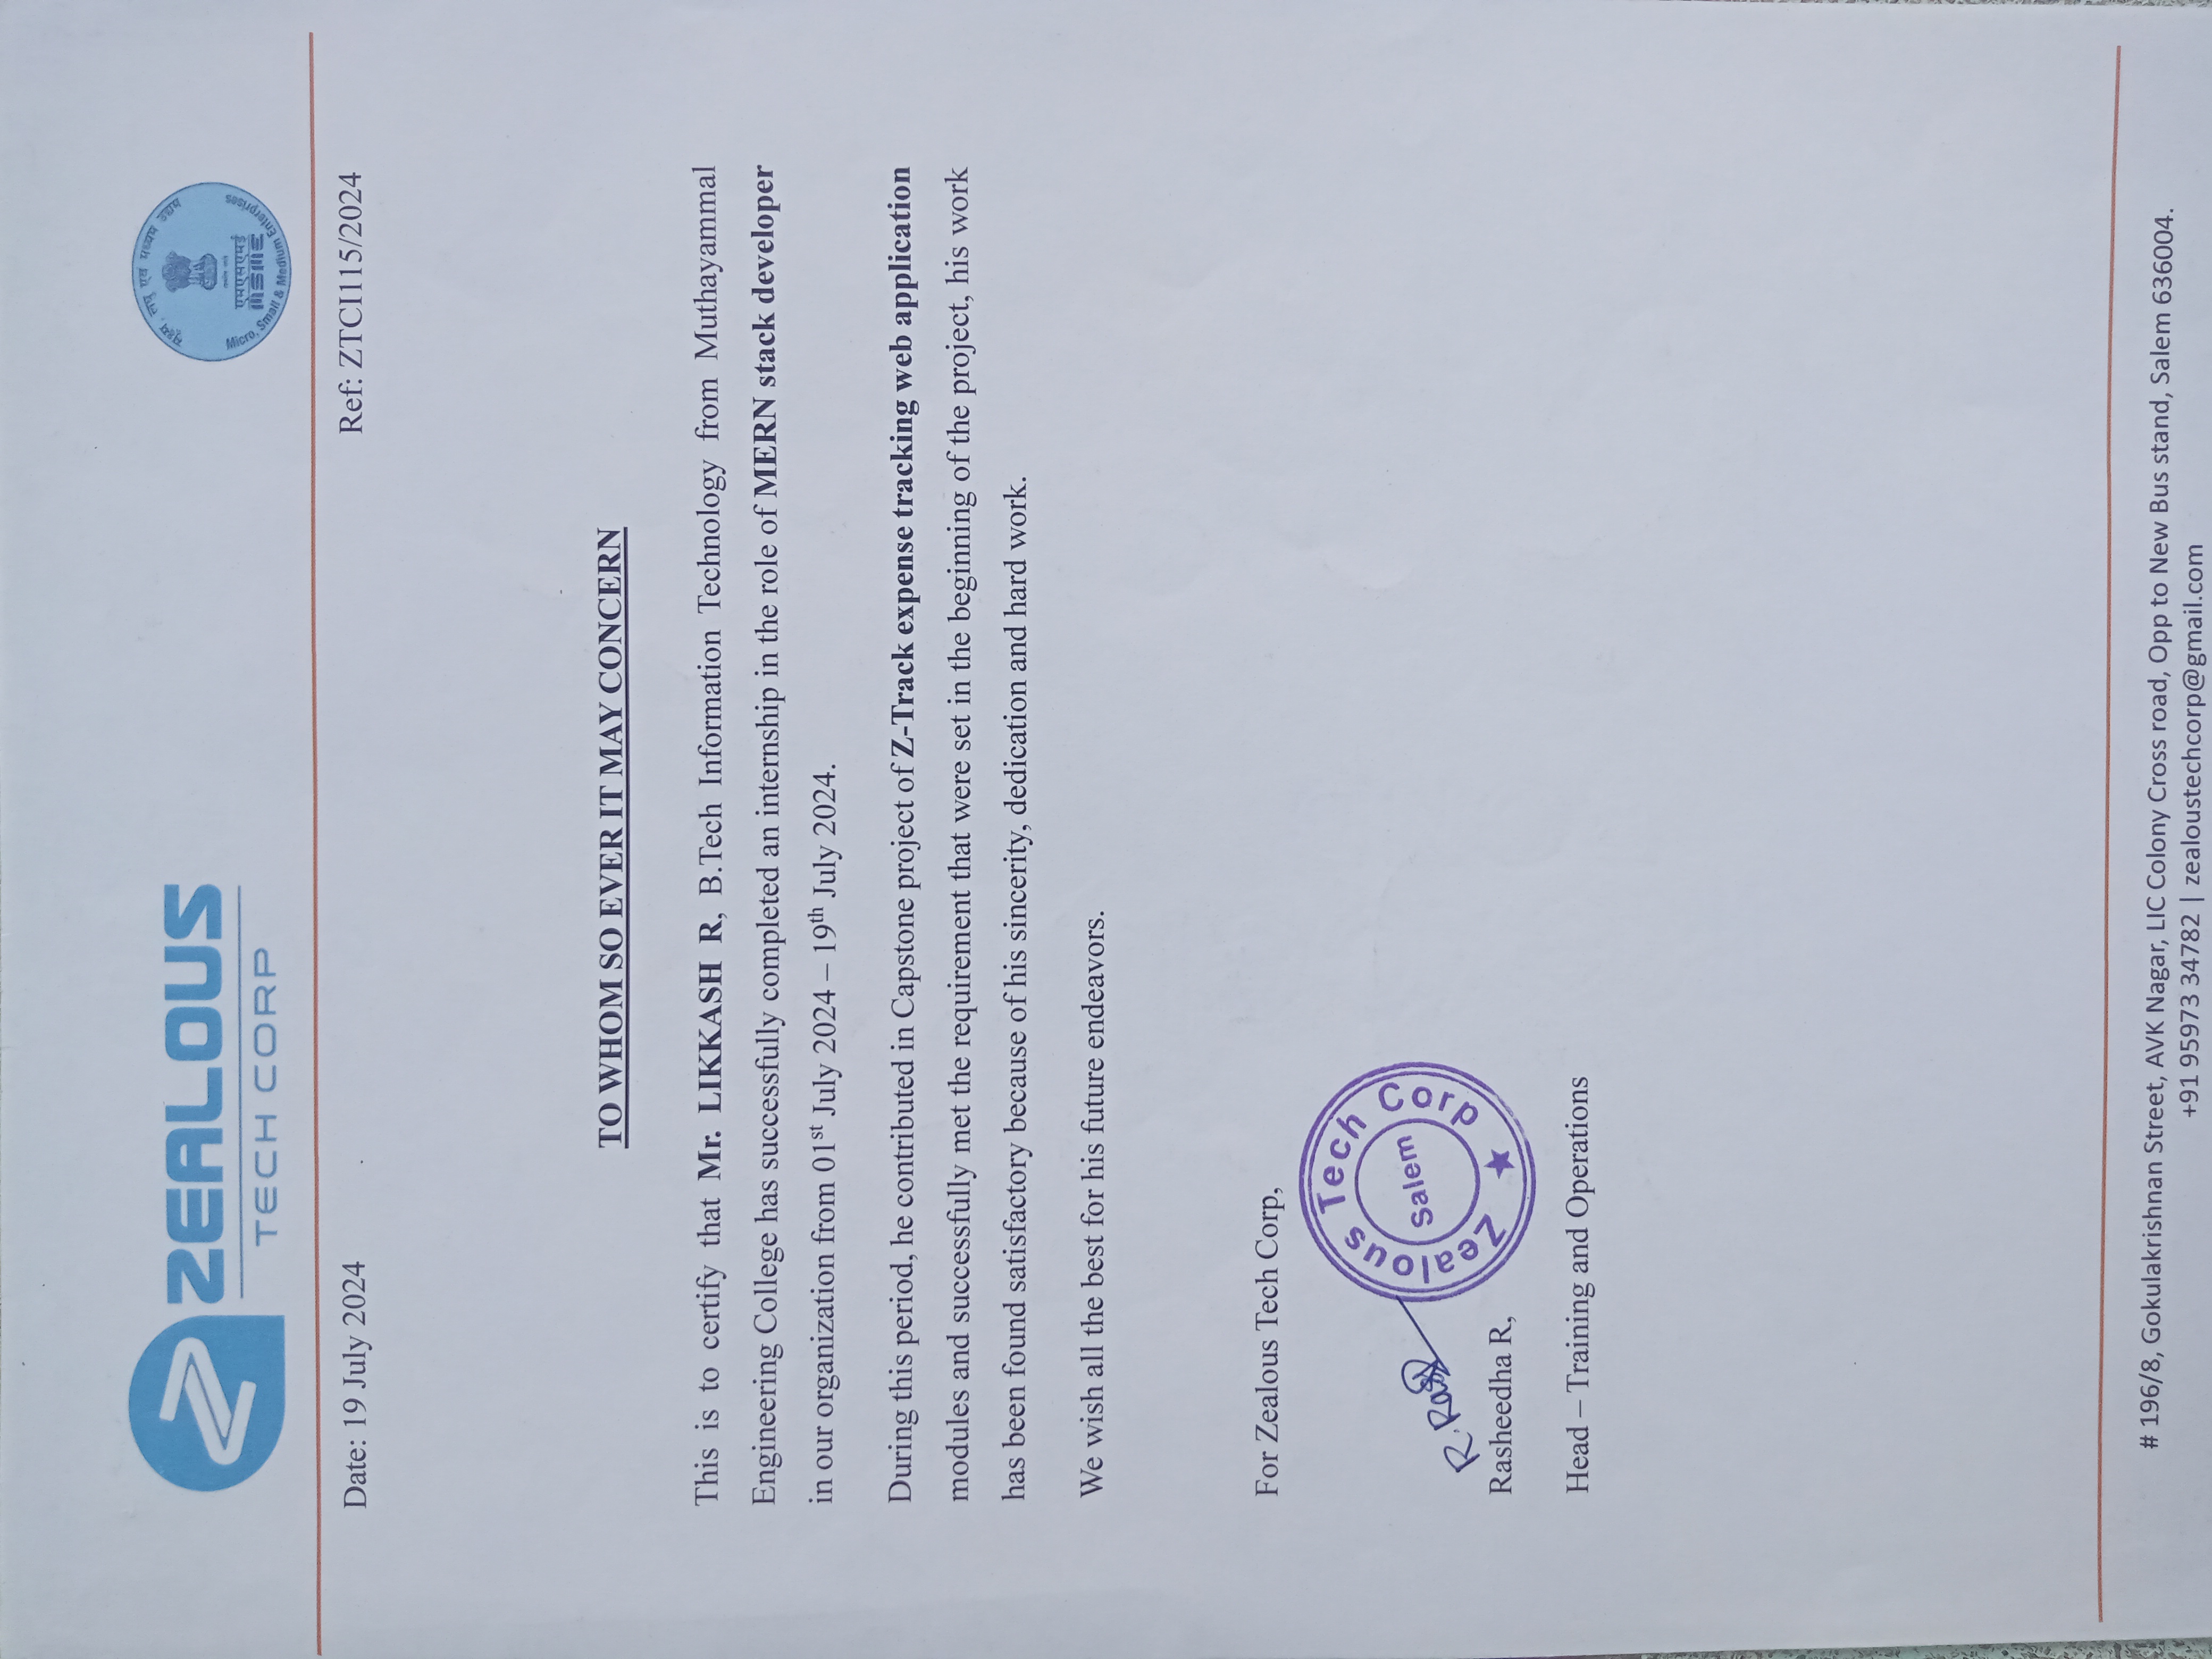 ZEALOUS
TECH CORP
सूक्ष्म, लघु एवं मध्यम उद्यम
एमएसएमई
MSME
Micro, Small & Medium Enterprises
Date: 19 July 2024
Ref: ZTCI115/2024
TO WHOM SO EVER IT MAY CONCERN
This is to certify that Mr. LIKKASH R, B.Tech Information Technology from Muthayammal
Engineering College has successfully completed an internship in the role of MERN stack developer
in our organization from 01st July 2024 – 19th July 2024.
During this period, he contributed in Capstone project of Z-Track expense tracking web application
modules and successfully met the requirement that were set in the beginning of the project, his work
has been found satisfactory because of his sincerity, dedication and hard work.
We wish all the best for his future endeavors.
For Zealous Tech Corp,
Zealous Tech Corp
Salem
R.Ras
Rasheedha R,
Head – Training and Operations
# 196/8, Gokulakrishnan Street, AVK Nagar, LIC Colony Cross road, Opp to New Bus stand, Salem 636004.
+91 95973 34782 | zealoustechcorp@gmail.com